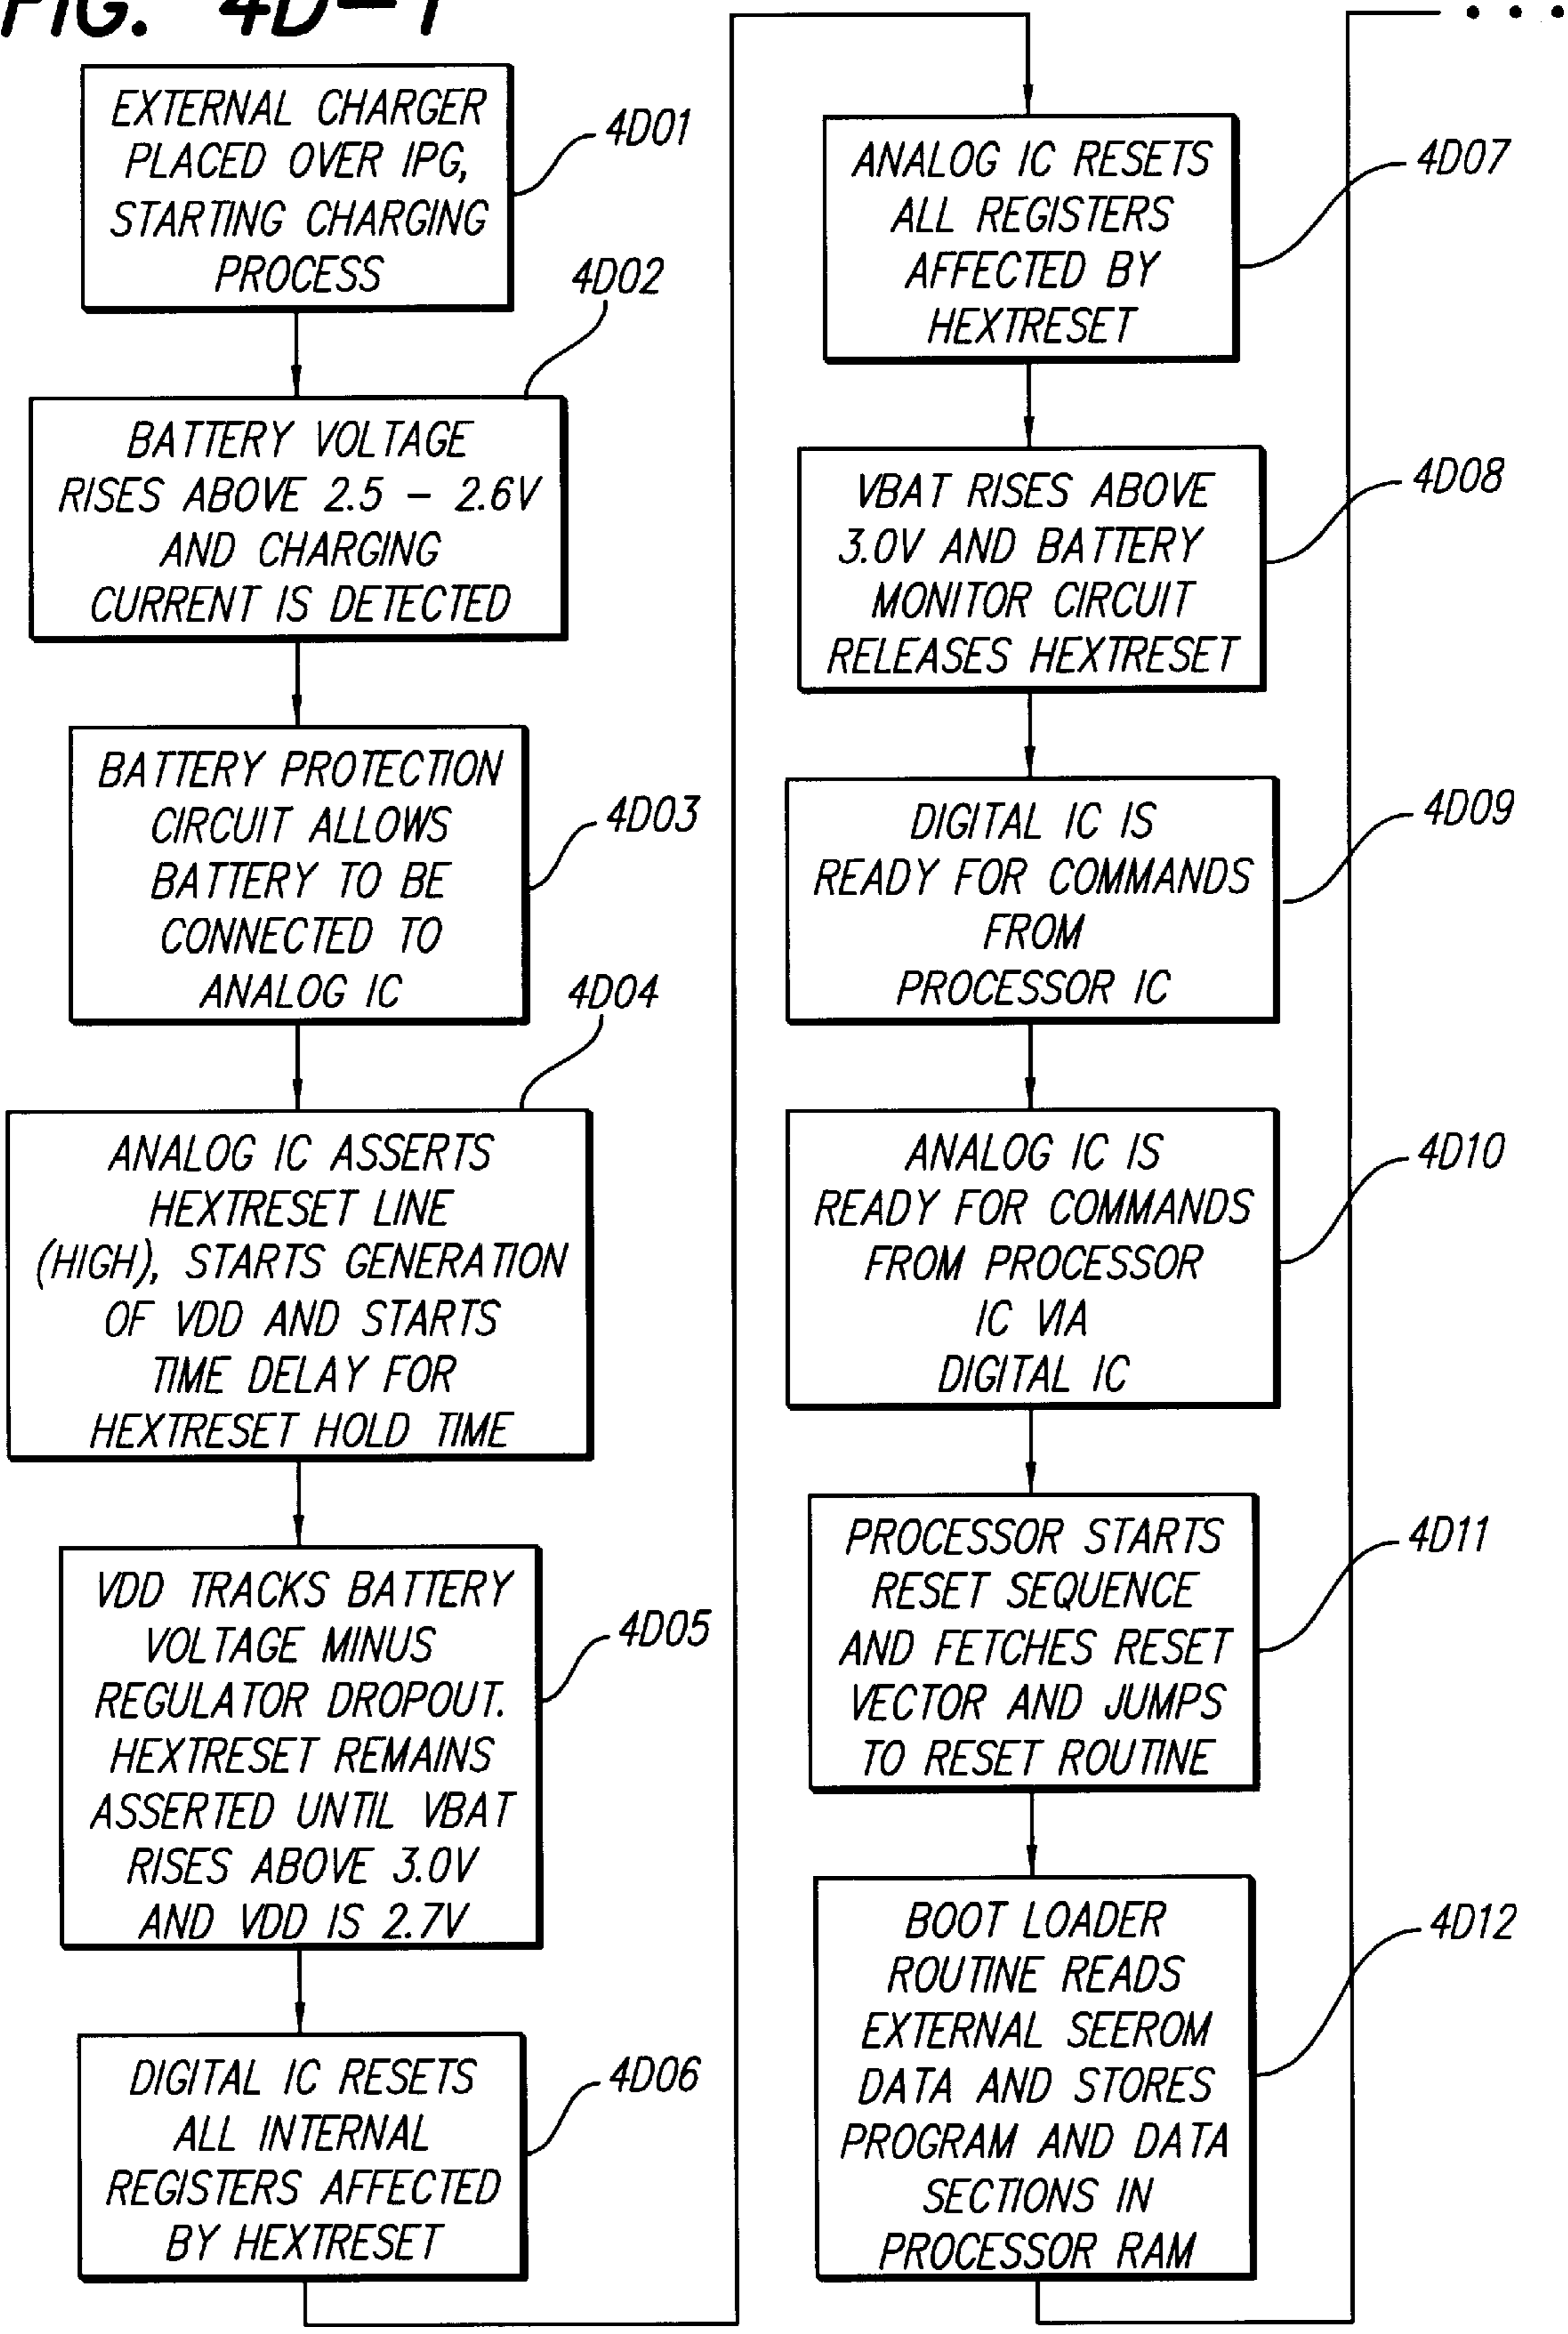 FIG. 4D-1
EXTERNAL CHARGER
PLACED OVER IPG,
STARTING CHARGING
PROCESS
4D01
BATTERY VOLTAGE
RISES ABOVE 2.5 - 2.6V
AND CHARGING
CURRENT IS DETECTED
4D02
BATTERY PROTECTION
CIRCUIT ALLOWS
BATTERY TO BE
CONNECTED TO
ANALOG IC
4D03
ANALOG IC ASSERTS
HEXTRESET LINE
(HIGH), STARTS GENERATION
OF VDD AND STARTS
TIME DELAY FOR
HEXTRESET HOLD TIME
4D04
VDD TRACKS BATTERY
VOLTAGE MINUS
REGULATOR DROPOUT.
HEXTRESET REMAINS
ASSERTED UNTIL VBAT
RISES ABOVE 3.0V
AND VDD IS 2.7V
4D05
DIGITAL IC RESETS
ALL INTERNAL
REGISTERS AFFECTED
BY HEXTRESET
4D06
ANALOG IC RESETS
ALL REGISTERS
AFFECTED BY
HEXTRESET
4D07
VBAT RISES ABOVE
3.0V AND BATTERY
MONITOR CIRCUIT
RELEASES HEXTRESET
4D08
DIGITAL IC IS
READY FOR COMMANDS
FROM
PROCESSOR IC
4D09
ANALOG IC IS
READY FOR COMMANDS
FROM PROCESSOR
IC VIA
DIGITAL IC
4D10
PROCESSOR STARTS
RESET SEQUENCE
AND FETCHES RESET
VECTOR AND JUMPS
TO RESET ROUTINE
4D11
BOOT LOADER
ROUTINE READS
EXTERNAL SEEROM
DATA AND STORES
PROGRAM AND DATA
SECTIONS IN
PROCESSOR RAM
4D12